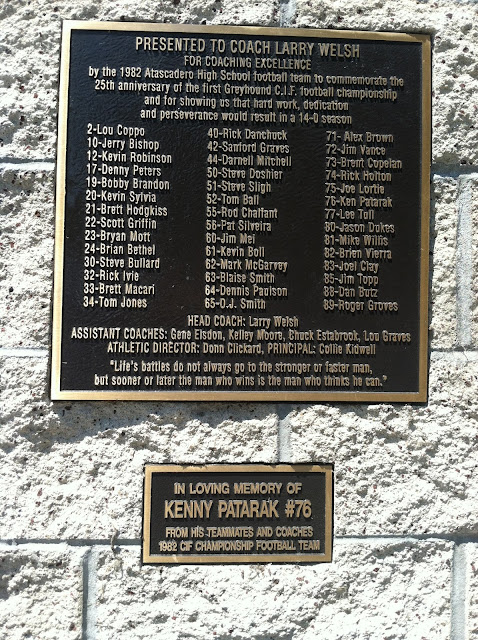 PRESENTED TO COACH LARRY WELSH
FOR COACHING EXCELLENCE
by the 1982 Atascadero High School football team to commemorate the
25th anniversary of the first Greyhound C.I.F. football championship
and for showing us that hard work, dedication
and perseverance would result in a 14-0 season
2-Lou Coppo
10-Jerry Bishop
12-Kevin Robinson
17-Denny Peters
19-Bobby Brandon
20-Kevin Sylvia
21-Brett Hodgkiss
22-Scott Griffin
23-Bryan Mott
24-Brian Bethel
30-Steve Bullard
32-Rick Ivie
33-Brett Macari
34-Tom Jones
40-Rick Danchuck
42-Sanford Graves
44-Darnell Mitchell
50-Steve Doshier
51-Steve Sligh
52-Tom Ball
55-Rod Chatfant
56-Pat Silveira
60-Jim Mei
61-Kevin Boll
62-Mark McGarvey
63-Blaise Smith
64-Dennis Paulson
65-O.J. Smith
71- Alex Brown
72-Jim Vance
73-Brent Copelan
74-Rick Holton
75-Joe Lortie
76-Ken Patarak
77-Lee Toll
80-Jason Dukes
81-Mike Willis
82-Brien Vierra
83-Joel Clay
85-Jim Topp
88-Dan Butz
89-Roger Groves
HEAD COACH: Larry Welsh
ASSISTANT COACHES: Gene Elsdon, Kelley Moore, Chuck Estabrook, Lou Graves
ATHLETIC DIRECTOR: Donn Clickard, PRINCIPAL: Collie Kidwell
"Life's battles do not always go to the stronger or faster man,
but sooner or later the man who wins is the man who thinks he can."
IN LOVING MEMORY OF
KENNY PATARAK #76
FROM HIS TEAMMATES AND COACHES
1982 CIF CHAMPIONSHIP FOOTBALL TEAM